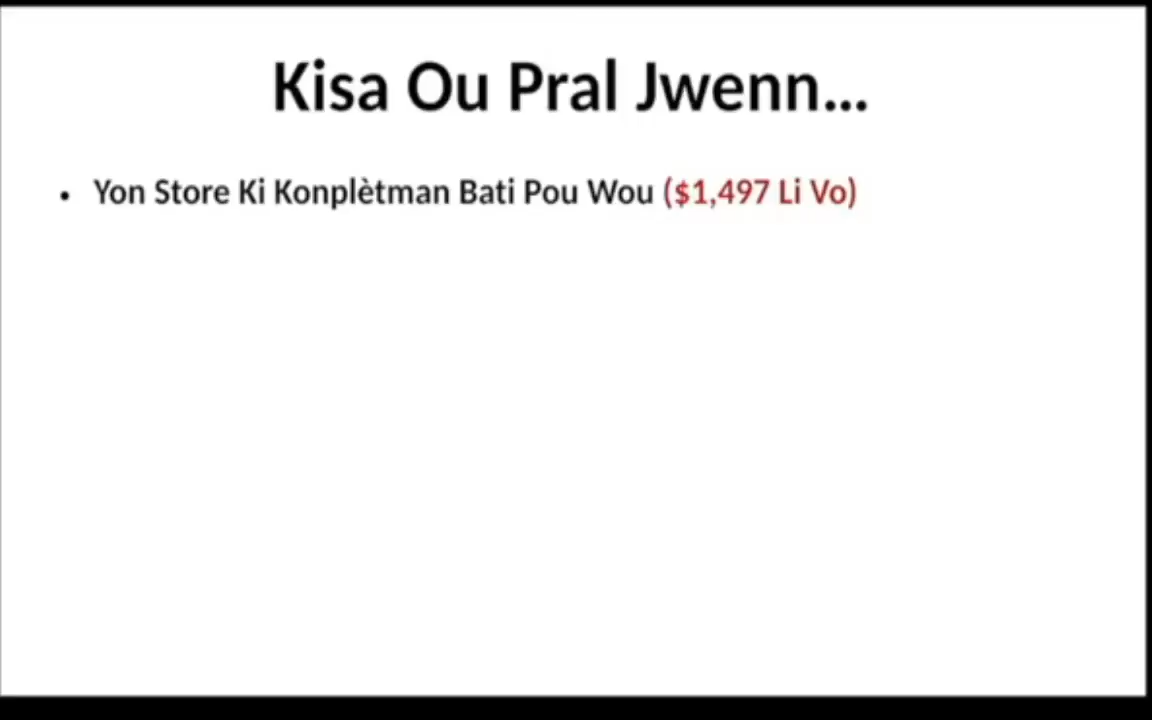 Kisa Ou Pral Jwenn...
• Yon Store Ki Konplètman Bati Pou Wou ($1,497 Li Vo)